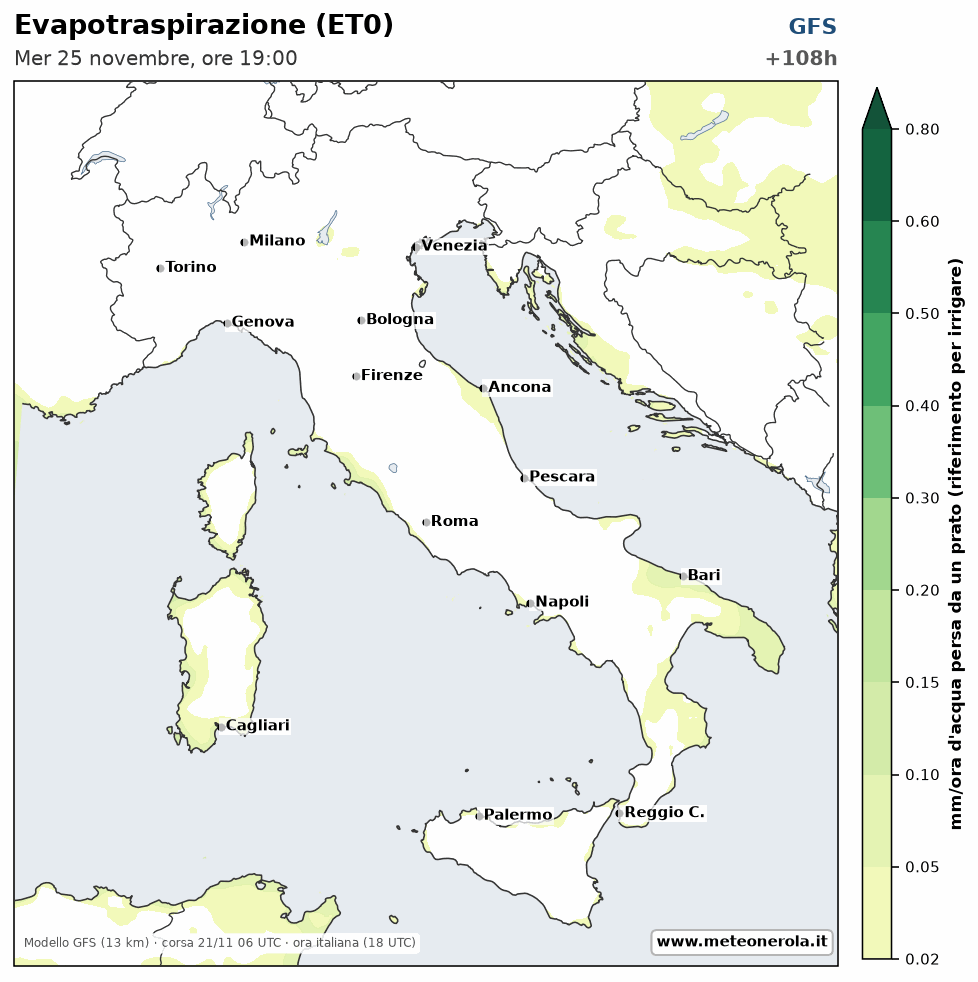 Evapotraspirazione (ET0)
GFS
Mer 25 novembre, ore 19:00
+108h
Milano
Venezia
Torino
Genova
Bologna
Firenze
Ancona
Pescara
Roma
Bari
Napoli
Cagliari
Palermo
Reggio C.
Modello GFS (13 km) · corsa 21/11 06 UTC · ora italiana (18 UTC)
www.meteonerola.it
0.80
0.60
0.50
0.40
0.30
0.20
0.15
0.10
0.05
0.02
mm/ora d'acqua persa da un prato (riferimento per irrigare)